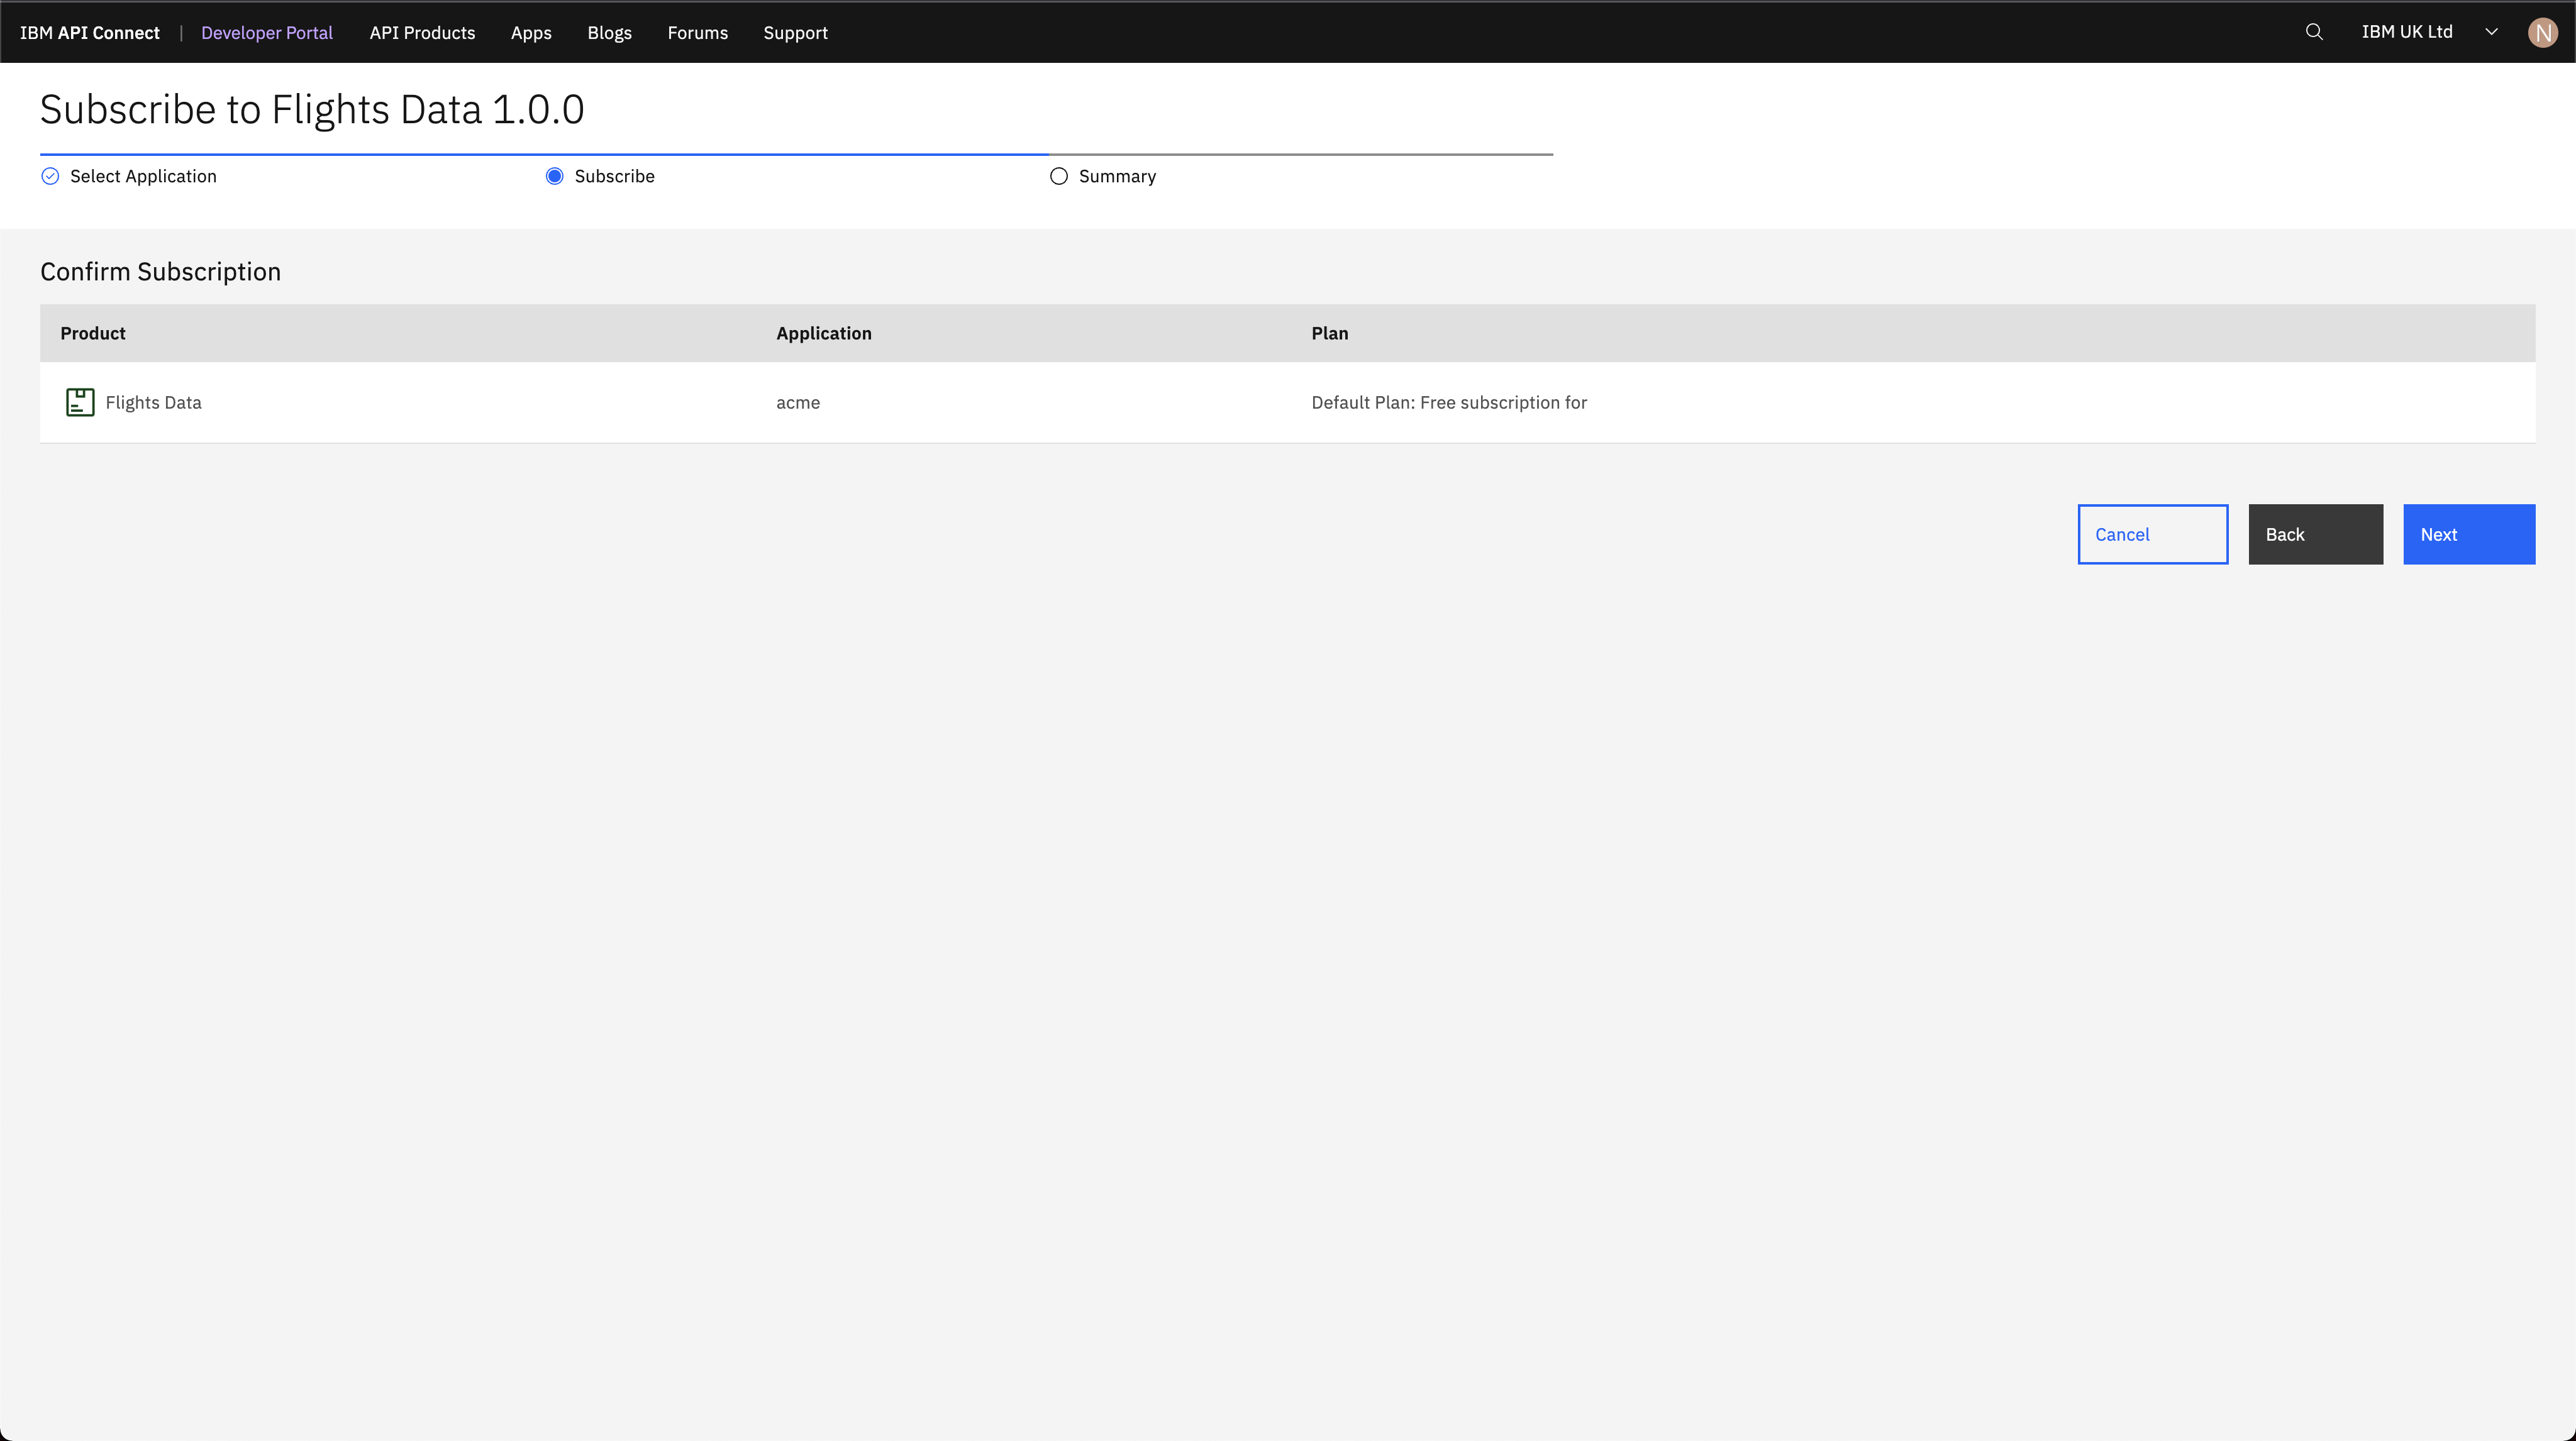 IBM API Connect | Developer Portal API Products Apps Blogs Forums Support IBM UK Ltd N
Subscribe to Flights Data 1.0.0
Select Application Subscribe Summary
Confirm Subscription
Product Application Plan
Flights Data acme Default Plan: Free subscription for
Cancel Back Next